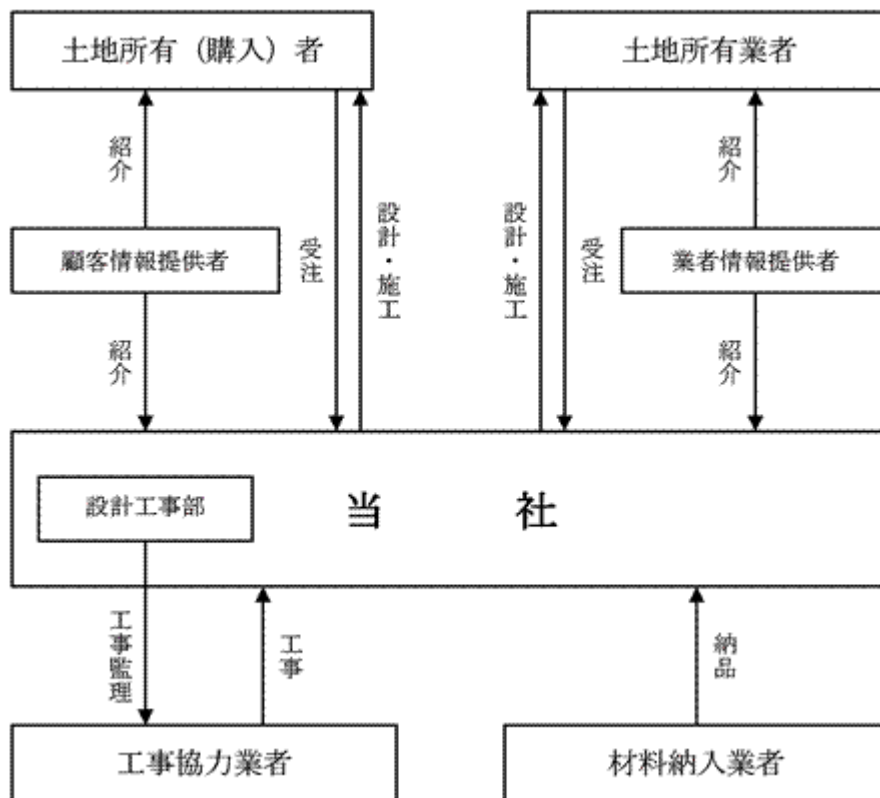 土地所有（購入）者
土地所有業者
紹介
紹介
顧客情報提供者
受注
設計・施工
設計・施工
受注
業者情報提供者
紹介
紹介
設計工事部
当社
工事監理
工事
納品
工事協力業者
材料納入業者